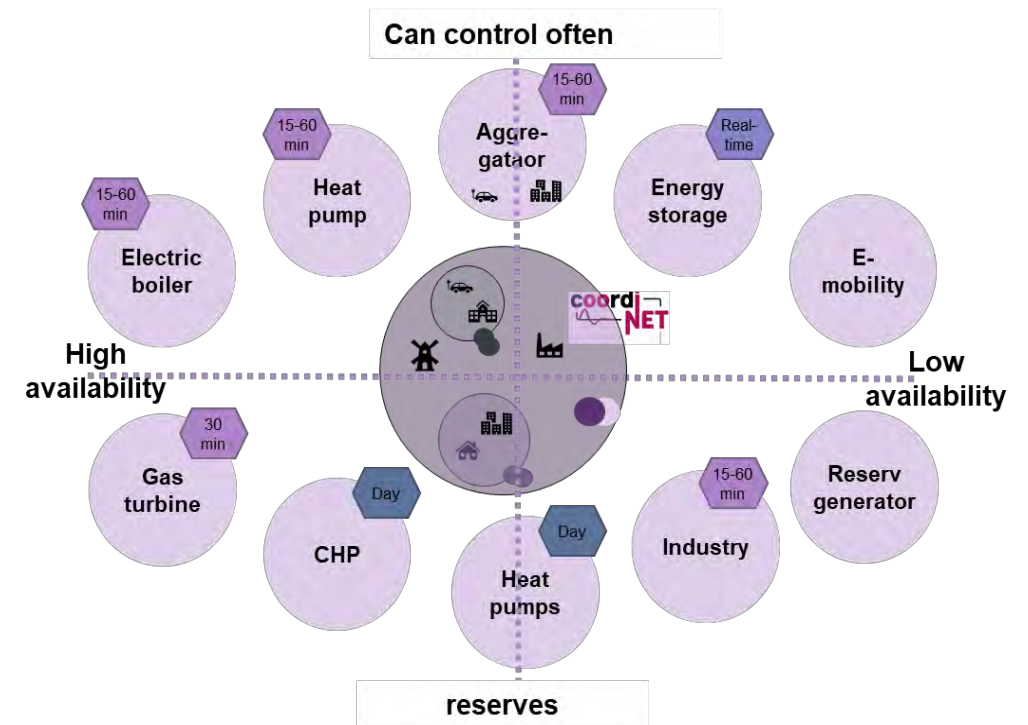 Can control often
15-60
min
Aggre-
gataor
15-60
min
Heat
pump
Real-
time
Energy
storage
15-60
min
Electric
boiler
E-
mobility
coordi
NET
High
availability
Low
availability
30
min
Gas
turbine
Day
CHP
Day
Heat
pumps
15-60
min
Industry
Reserv
generator
reserves